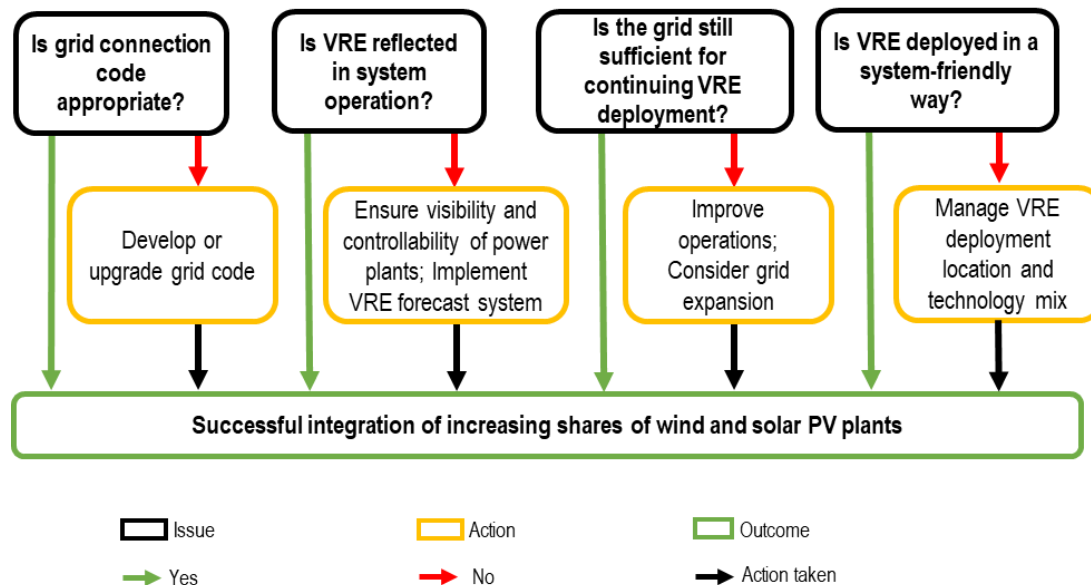 Is grid connection
code
appropriate?
Is VRE reflected
in system
operation?
Is the grid still
sufficient for
continuing VRE
deployment?
Is VRE deployed in a
system-friendly
way?
Develop or
upgrade grid code
Ensure visibility and
controllability of power
plants; Implement
VRE forecast system
Improve
operations;
Consider grid
expansion
Manage VRE
deployment
location and
technology mix
Successful integration of increasing shares of wind and solar PV plants
Issue
Action
Outcome
Yes
No
Action taken